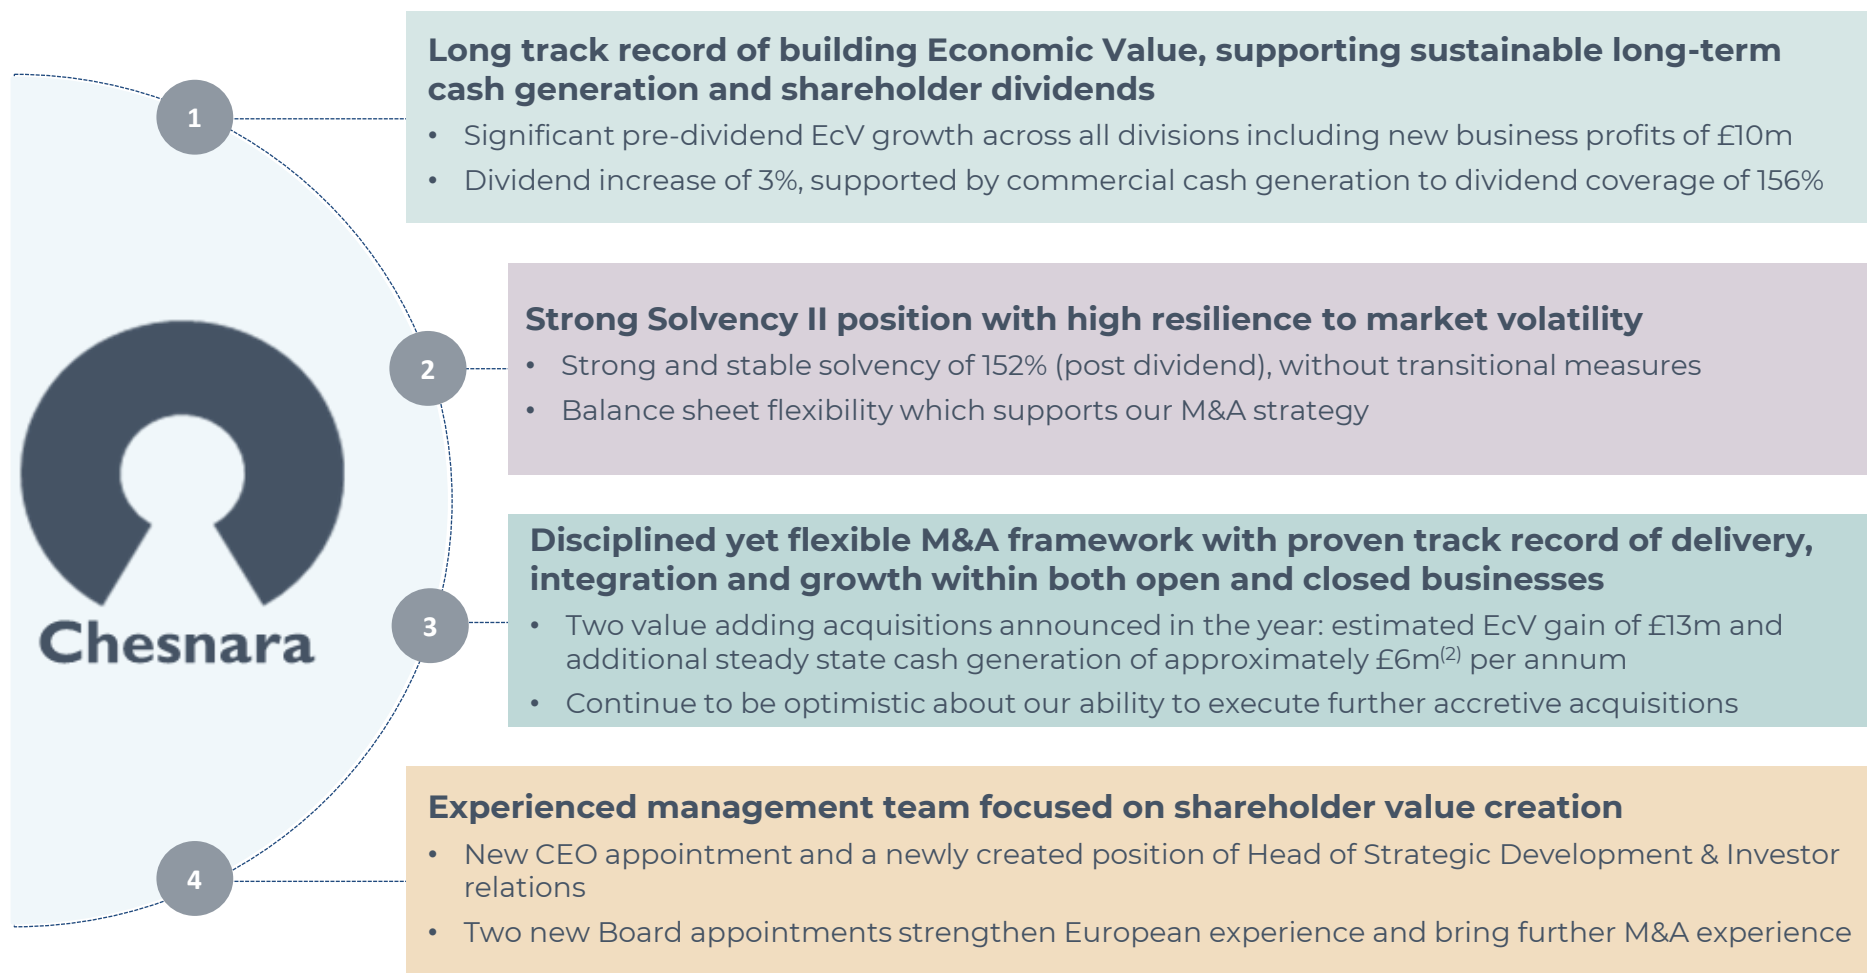 1
Long track record of building Economic Value, supporting sustainable long-term
cash generation and shareholder dividends
• Significant pre-dividend EcV growth across all divisions including new business profits of £10m
• Dividend increase of 3%, supported by commercial cash generation to dividend coverage of 156%
2
Strong Solvency II position with high resilience to market volatility
• Strong and stable solvency of 152% (post dividend), without transitional measures
• Balance sheet flexibility which supports our M&A strategy
Chesnara
3
Disciplined yet flexible M&A framework with proven track record of delivery,
integration and growth within both open and closed businesses
• Two value adding acquisitions announced in the year: estimated EcV gain of £13m and
additional steady state cash generation of approximately £6m(2) per annum
• Continue to be optimistic about our ability to execute further accretive acquisitions
4
Experienced management team focused on shareholder value creation
• New CEO appointment and a newly created position of Head of Strategic Development & Investor
relations
• Two new Board appointments strengthen European experience and bring further M&A experience